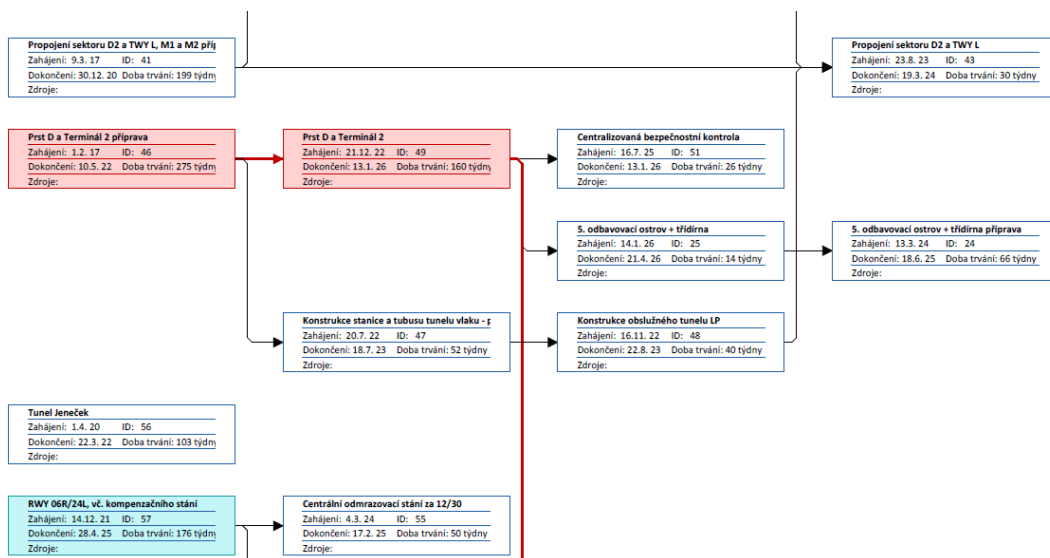 Propojení sektoru D2 a TWY L, M1 a M2 příp
Zahájení: 9.3. 17 ID: 41
Dokončení: 30.12. 20 Doba trvání: 199 týdny
Zdroje:
Propojení sektoru D2 a TWY L
Zahájení: 23.8. 23 ID: 43
Dokončení: 19.3. 24 Doba trvání: 30 týdny
Zdroje:
Prst D a Terminál 2 příprava
Zahájení: 1.2. 17 ID: 46
Dokončení: 10.5. 22 Doba trvání: 275 týdny
Zdroje:
Prst D a Terminál 2
Zahájení: 21.12. 22 ID: 49
Dokončení: 13.1. 26 Doba trvání: 160 týdny
Zdroje:
Centralizovaná bezpečnostní kontrola
Zahájení: 16.7. 25 ID: 51
Dokončení: 13.1. 26 Doba trvání: 26 týdny
Zdroje:
5. odbavovací ostrov + třídírna
Zahájení: 14.1. 26 ID: 25
Dokončení: 21.4. 26 Doba trvání: 14 týdny
Zdroje:
5. odbavovací ostrov + třídírna příprava
Zahájení: 13.3. 24 ID: 24
Dokončení: 18.6. 25 Doba trvání: 66 týdny
Zdroje:
Konstrukce stanice a tubusu tunelu vlaku - p
Zahájení: 20.7. 22 ID: 47
Dokončení: 18.7. 23 Doba trvání: 52 týdny
Zdroje:
Konstrukce obslužného tunelu LP
Zahájení: 16.11. 22 ID: 48
Dokončení: 22.8. 23 Doba trvání: 40 týdny
Zdroje:
Tunel Jeneček
Zahájení: 1.4. 20 ID: 56
Dokončení: 22.3. 22 Doba trvání: 103 týdny
Zdroje:
RWY 06R/24L, vč. kompenzačního stání
Zahájení: 14.12. 21 ID: 57
Dokončení: 28.4. 25 Doba trvání: 176 týdny
Zdroje:
Centrální odmrazovací stání za 12/30
Zahájení: 4.3. 24 ID: 55
Dokončení: 17.2. 25 Doba trvání: 50 týdny
Zdroje: